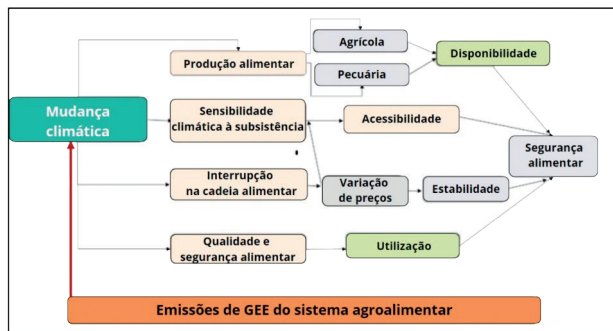 Agrícola
Produção alimentar
Pecuária
Disponibilidade
Mudança
climática
Sensibilidade
climática à subsistência
Acessibilidade
Segurança
alimentar
Interrupção
na cadeia alimentar
Variação
de preços
Estabilidade
Qualidade e
segurança alimentar
Utilização
Emissões de GEE do sistema agroalimentar